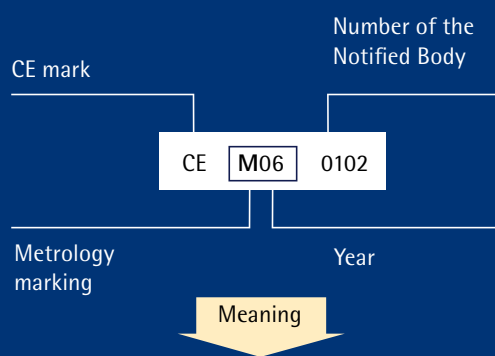 Number of the
Notified Body
CE mark
CE M06 0102
Metrology
marking
Year
Meaning